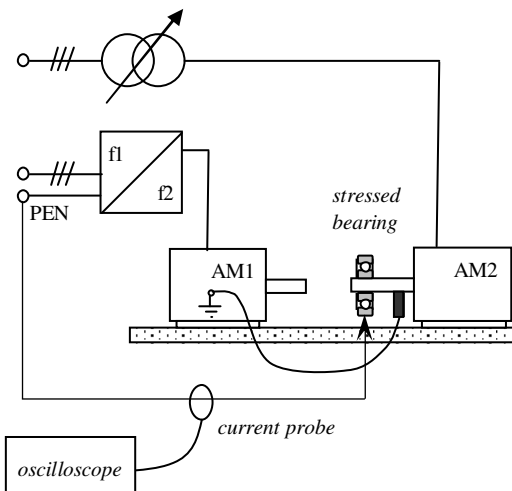 f1
f2
PEN
stressed
bearing
AM1
AM2
current probe
oscilloscope